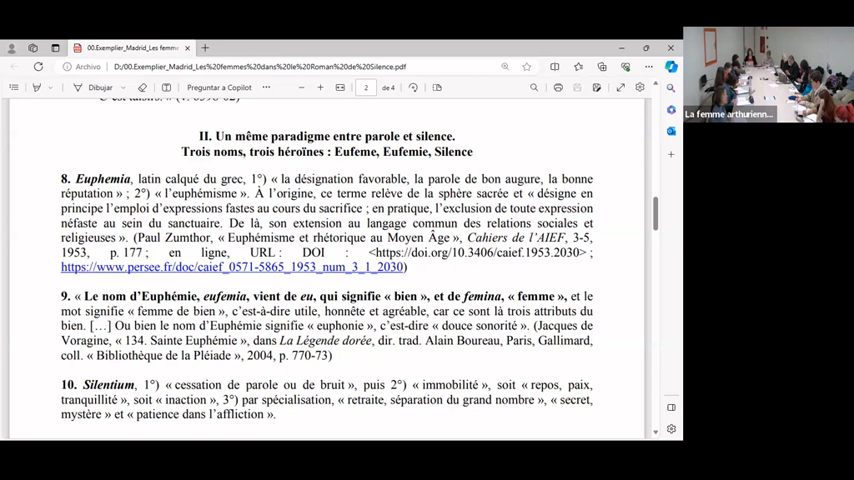 00.Exemplier_Madrid_Les femme
Archivo
D:/00.Exemplier_Madrid_Les%20femmes%20dans%20le%20Roman%20de%20Silence.pdf
Dibujar
Preguntar a Copilot
2
de 4
II. Un même paradigme entre parole et silence.
Trois noms, trois héroïnes : Eufeme, Eufemie, Silence
8. Euphemia, latin calqué du grec, 1°) « la désignation favorable, la parole de bon augure, la bonne
réputation » ; 2°) « l'euphémisme ». À l'origine, ce terme relève de la sphère sacrée et « désigne en
principe l'emploi d'expressions fastes au cours du sacrifice ; en pratique, l'exclusion de toute expression
néfaste au sein du sanctuaire. De là, son extension au langage commun des relations sociales et
religieuses ». (Paul Zumthor, « Euphémisme et rhétorique au Moyen Âge », Cahiers de l'AIEF, 3-5,
1953, p. 177 ; en ligne, URL : DOI : <https://doi.org/10.3406/caief.1953.2030> ;
https://www.persee.fr/doc/caief_0571-5865_1953_num_3_1_2030)
9. « Le nom d'Euphémie, eufemia, vient de eu, qui signifie « bien », et de femina, « femme », et le
mot signifie « femme de bien », c'est-à-dire utile, honnête et agréable, car ce sont là trois attributs du
bien. […] Ou bien le nom d'Euphémie signifie « euphonie », c'est-dire « douce sonorité ». (Jacques de
Voragine, « 134. Sainte Euphémie », dans La Légende dorée, dir. trad. Alain Boureau, Paris, Gallimard,
coll. « Bibliothèque de la Pléiade », 2004, p. 770-73)
10. Silentium, 1°) « cessation de parole ou de bruit », puis 2°) « immobilité », soit « repos, paix,
tranquillité », soit « inaction », 3°) par spécialisation, « retraite, séparation du grand nombre », « secret,
mystère » et « patience dans l'affliction ».
La femme arthurienn...